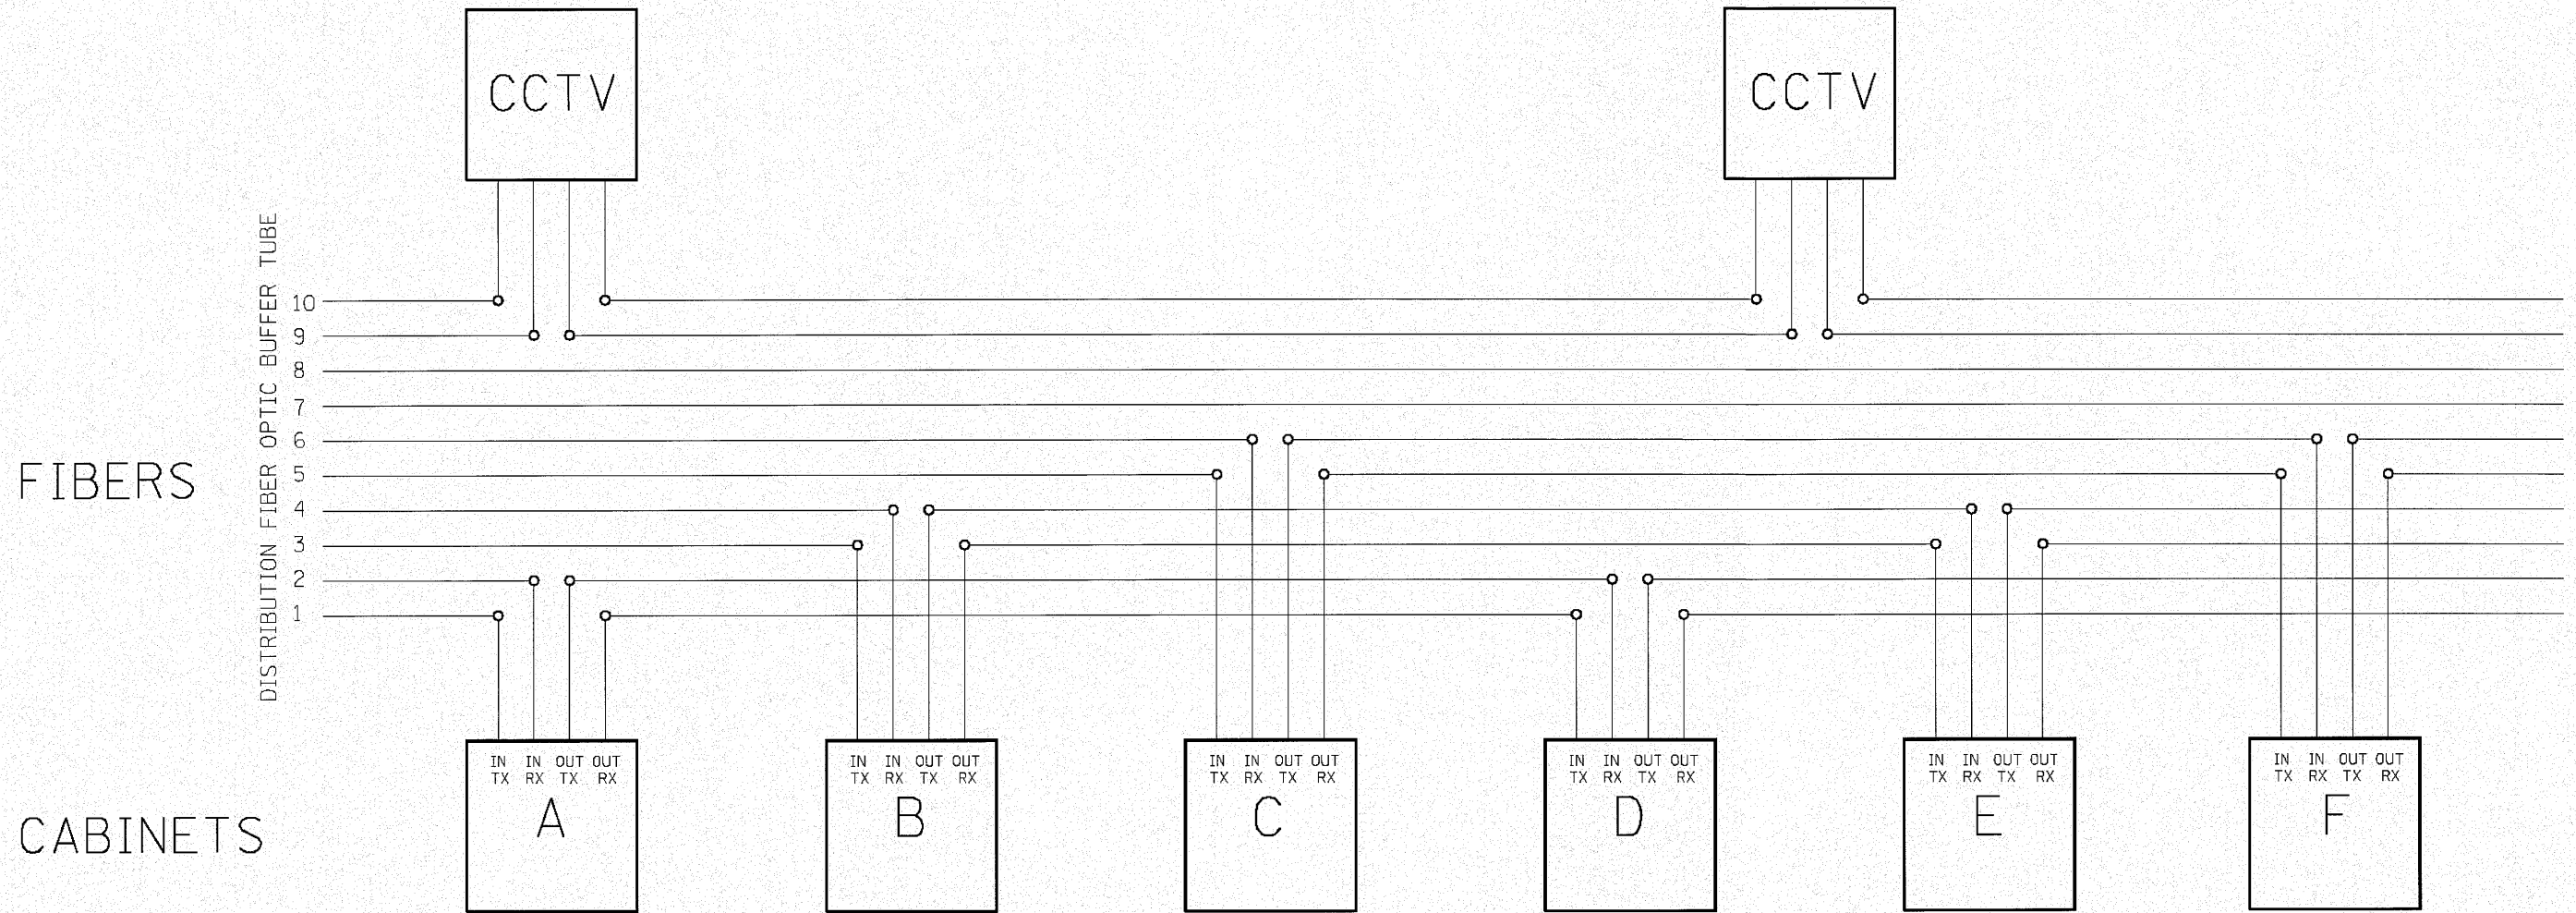 CCTV
CCTV
DISTRIBUTION FIBER OPTIC BUFFER TUBE
10
9
8
7
6
5
4
3
2
1
FIBERS
IN IN OUT OUT
TX RX TX RX
A
IN IN OUT OUT
TX RX TX RX
B
IN IN OUT OUT
TX RX TX RX
C
IN IN OUT OUT
TX RX TX RX
D
IN IN OUT OUT
TX RX TX RX
E
IN IN OUT OUT
TX RX TX RX
F
CABINETS